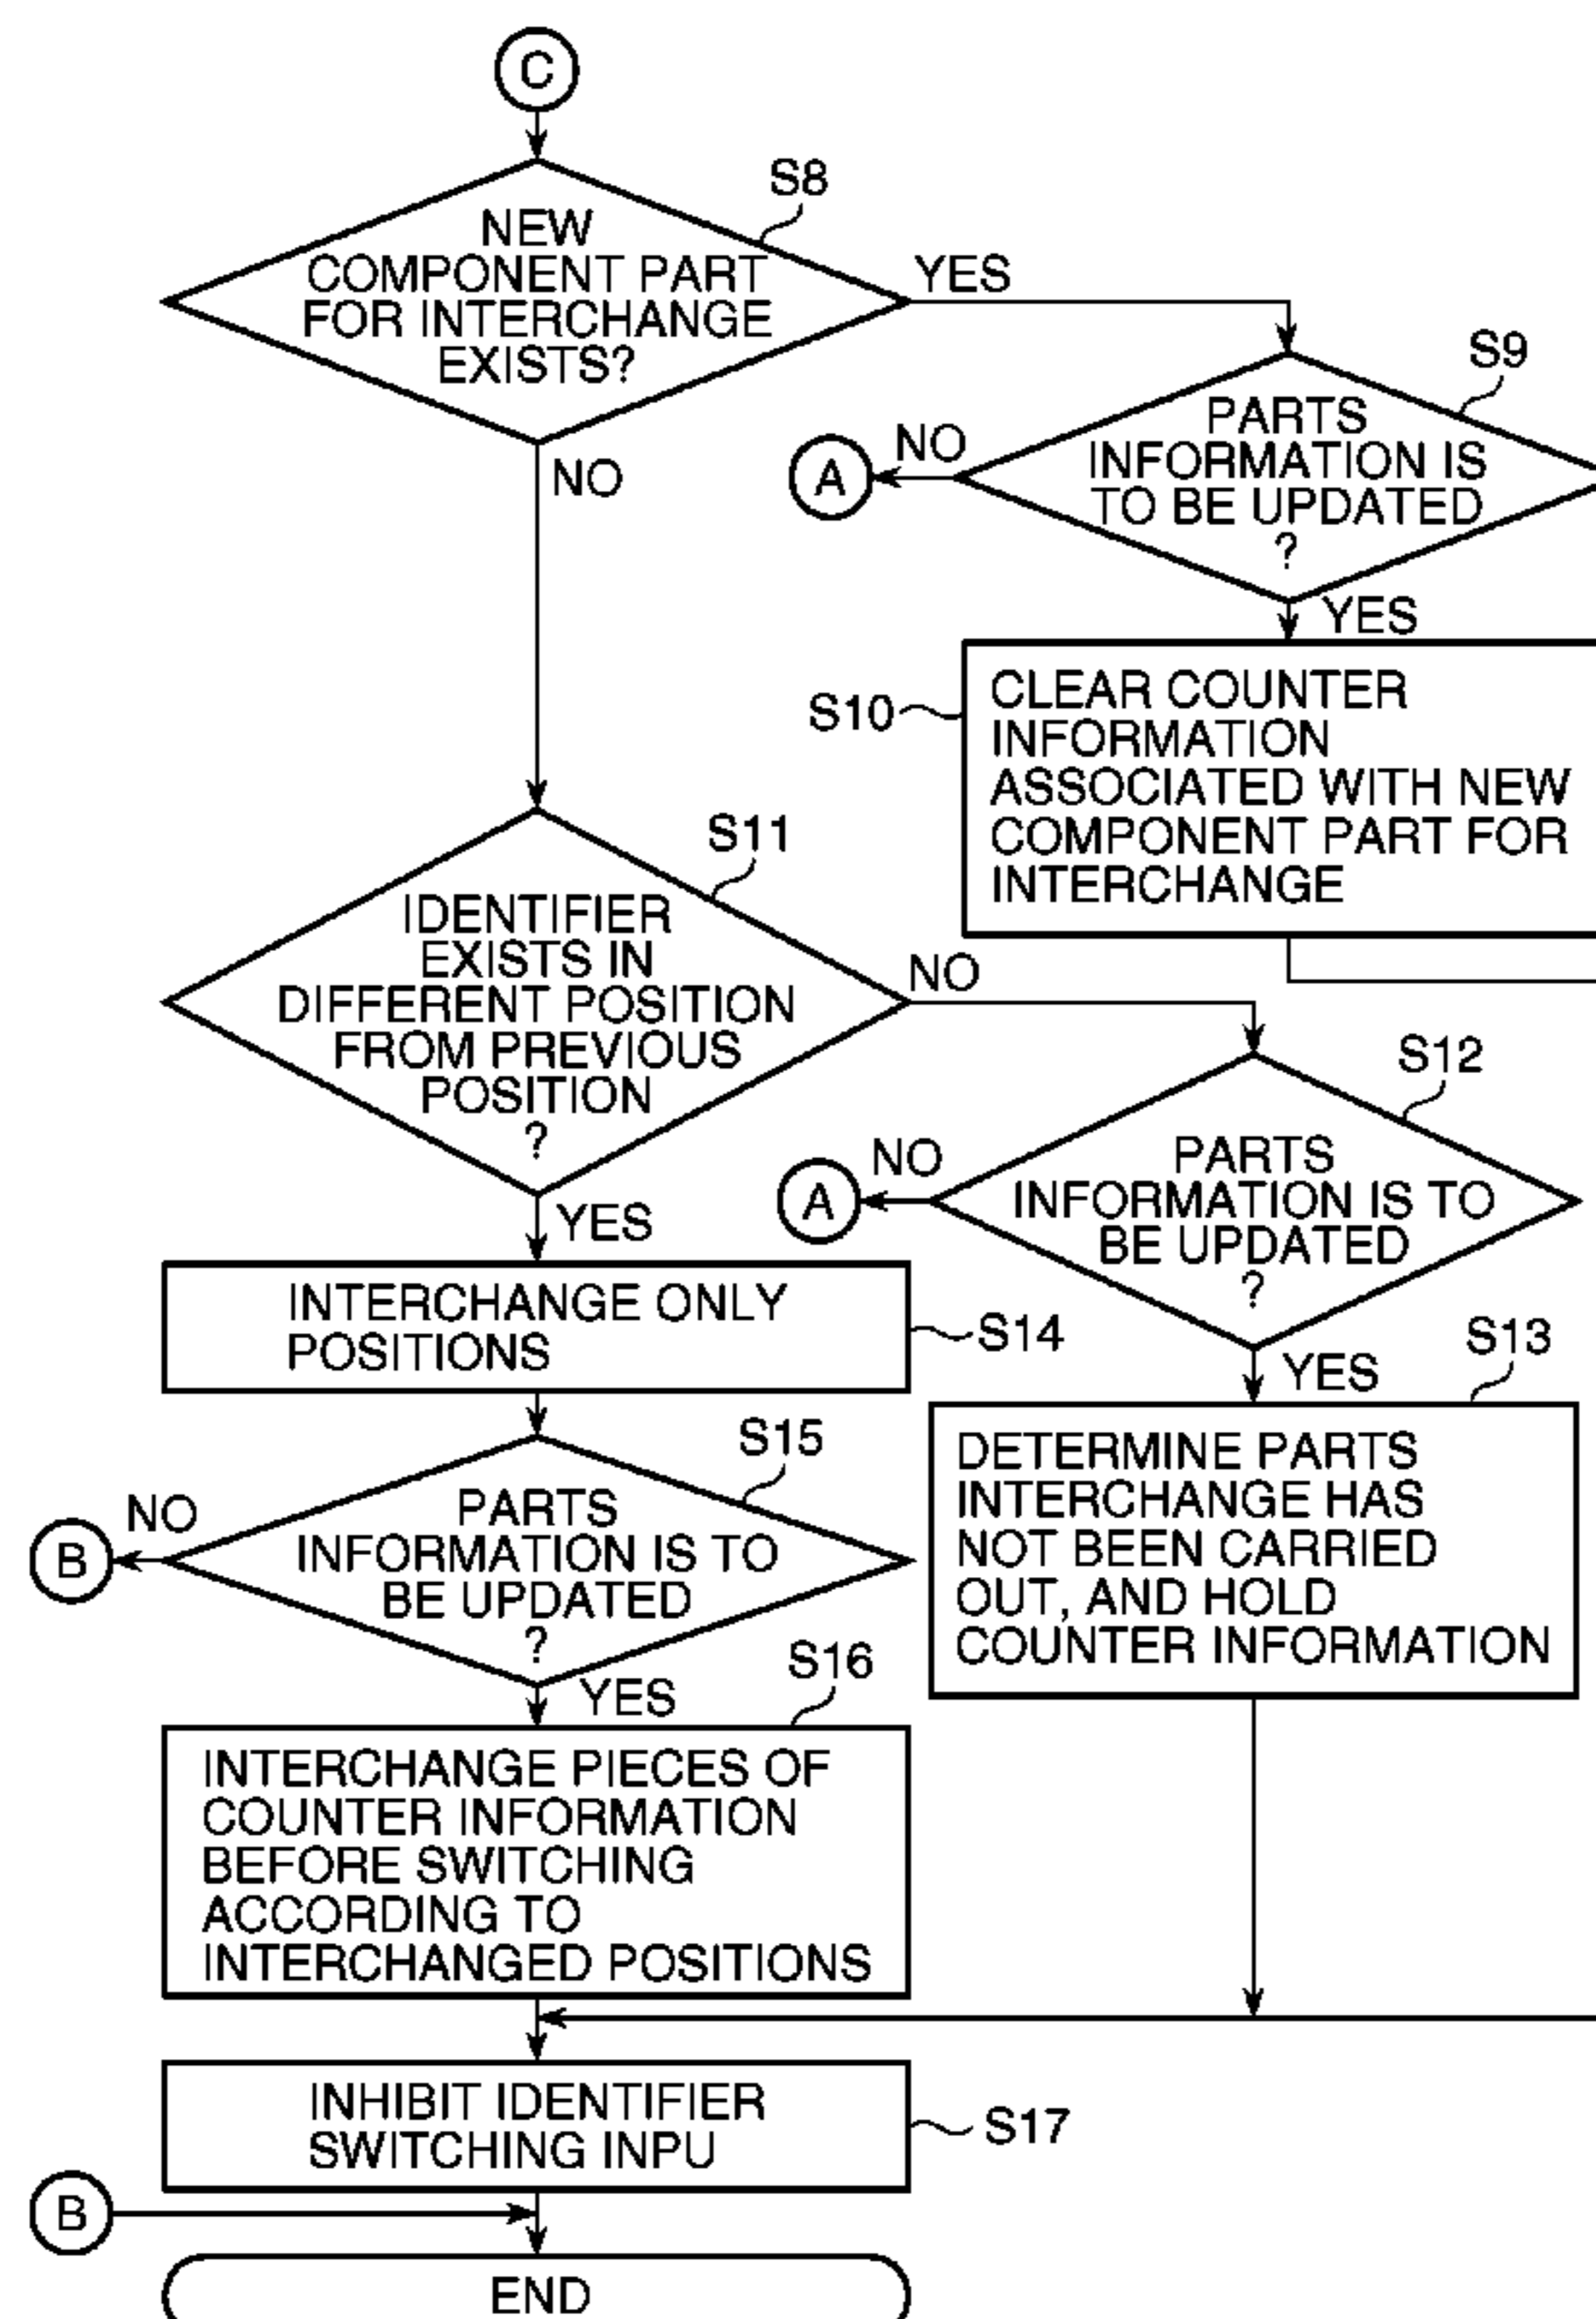 C
S8
NEW
COMPONENT PART
FOR INTERCHANGE
EXISTS?
YES
NO
S9
PARTS
INFORMATION IS
TO BE UPDATED
?
NO
A
YES
S10
CLEAR COUNTER
INFORMATION
ASSOCIATED WITH NEW
COMPONENT PART FOR
INTERCHANGE
S11
IDENTIFIER
EXISTS IN
DIFFERENT POSITION
FROM PREVIOUS
POSITION
?
NO
YES
S12
PARTS
INFORMATION IS TO
BE UPDATED
?
NO
A
YES
S13
DETERMINE PARTS
INTERCHANGE HAS
NOT BEEN CARRIED
OUT, AND HOLD
COUNTER INFORMATION
INTERCHANGE ONLY
POSITIONS
S14
S15
PARTS
INFORMATION IS TO
BE UPDATED
?
NO
B
YES
S16
INTERCHANGE PIECES OF
COUNTER INFORMATION
BEFORE SWITCHING
ACCORDING TO
INTERCHANGED POSITIONS
INHIBIT IDENTIFIER
SWITCHING INPU
S17
B
END